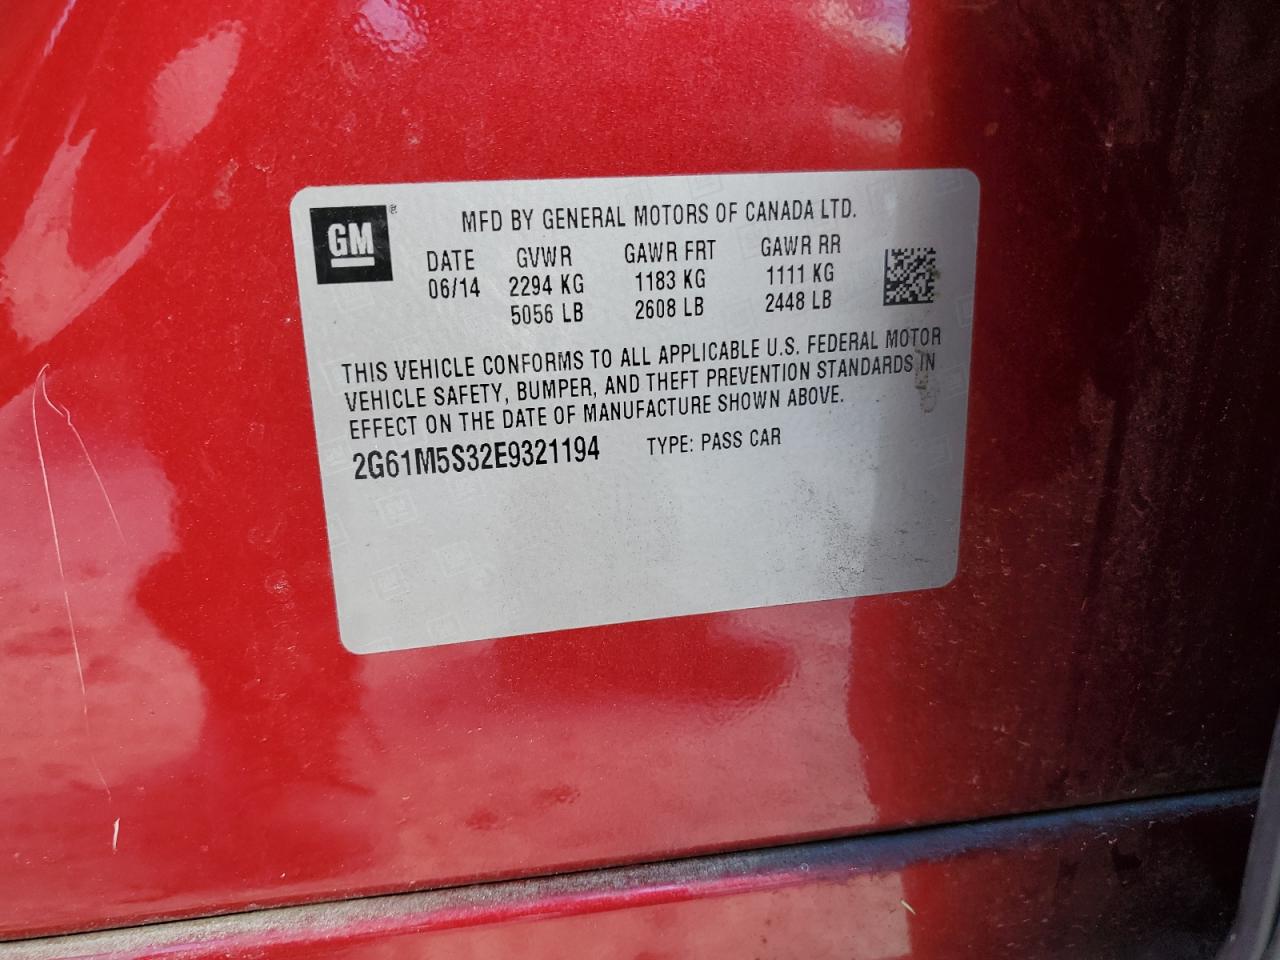 GM ®
MFD BY GENERAL MOTORS OF CANADA LTD.
DATE GVWR GAWR FRT GAWR RR
06/14 2294 KG 1183 KG 1111 KG
5056 LB 2608 LB 2448 LB
THIS VEHICLE CONFORMS TO ALL APPLICABLE U.S. FEDERAL MOTOR
VEHICLE SAFETY, BUMPER, AND THEFT PREVENTION STANDARDS IN
EFFECT ON THE DATE OF MANUFACTURE SHOWN ABOVE.
2G61M5S32E9321194 TYPE: PASS CAR